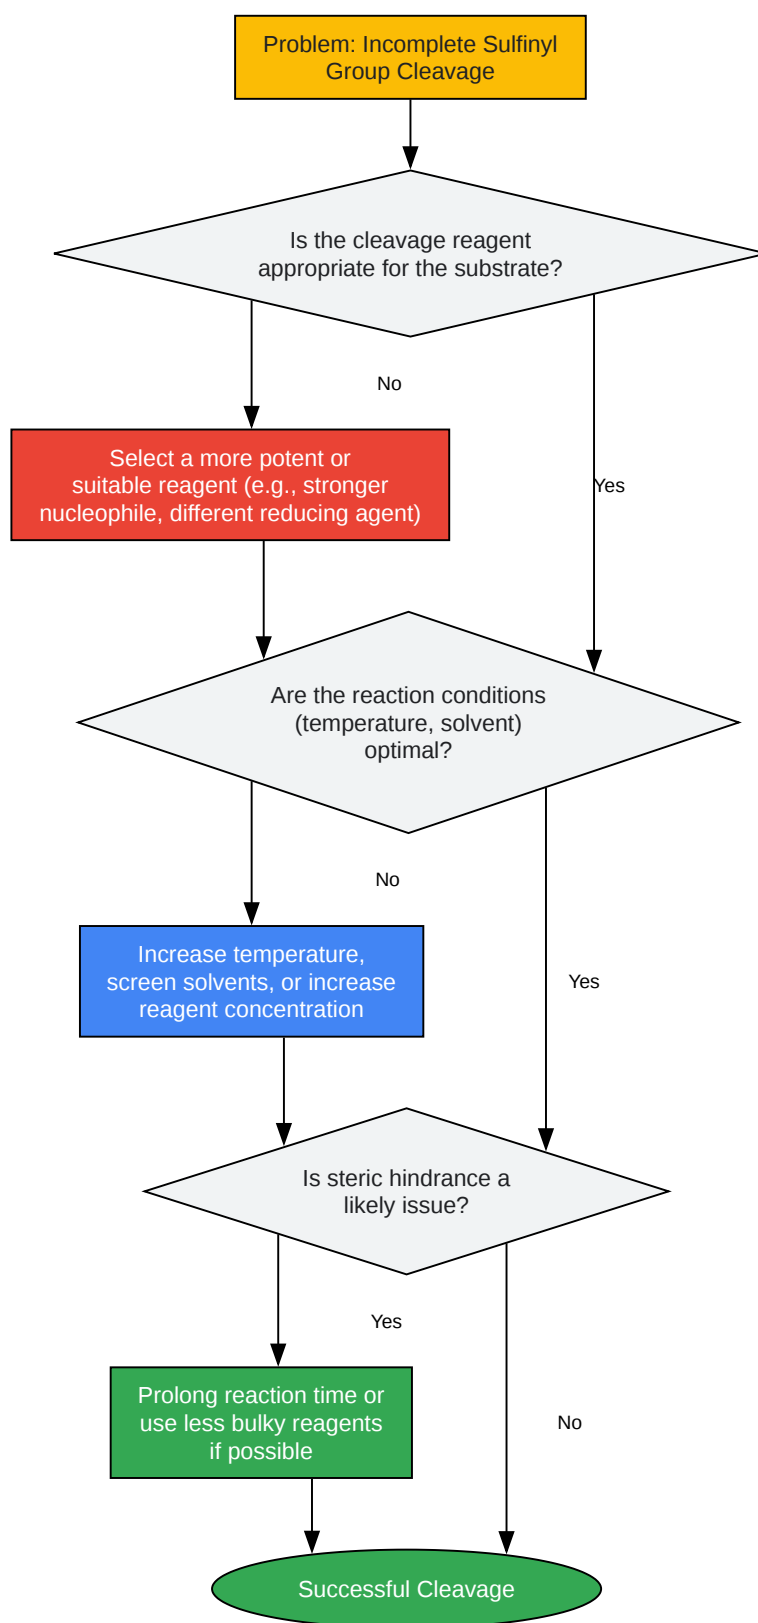 Problem: Incomplete Sulfinyl
Group Cleavage
Is the cleavage reagent
appropriate for the substrate?
No
Select a more potent or
suitable reagent (e.g., stronger
nucleophile, different reducing agent)
Yes
Are the reaction conditions
(temperature, solvent)
optimal?
No
Increase temperature,
screen solvents, or increase
reagent concentration
Yes
Is steric hindrance a
likely issue?
Yes
Prolong reaction time or
use less bulky reagents
if possible
No
Successful Cleavage